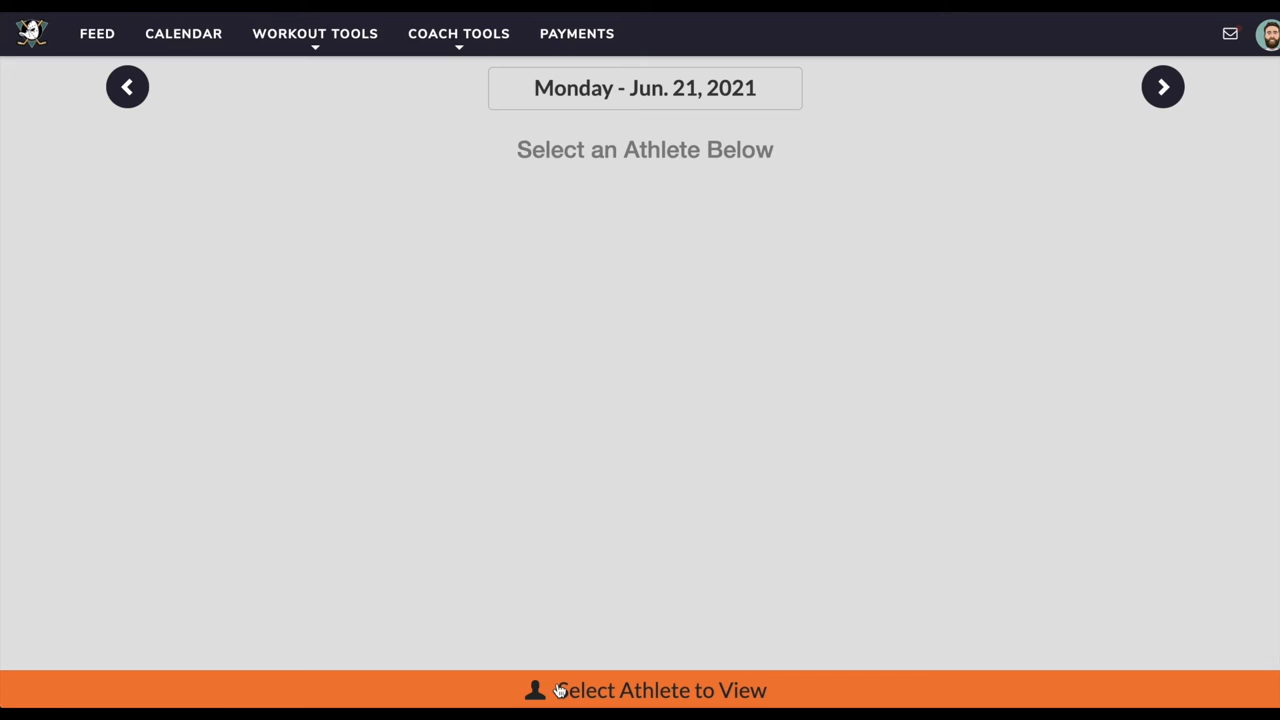 FEED CALENDAR WORKOUT TOOLS COACH TOOLS PAYMENTS
Monday - Jun. 21, 2021
Select an Athlete Below
Select Athlete to View